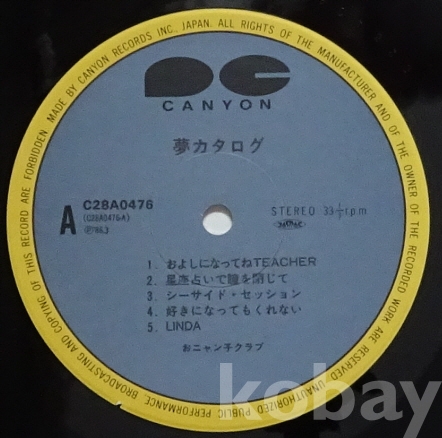 MADE BY CANYON RECORDS INC., JAPAN. ALL RIGHTS OF THE MANUFACTURER AND OF THE OWNER OF THE RECORDED WORK ARE RESERVED. UNAUTHORIZED PUBLIC PERFORMANCE, BROADCASTING AND COPYING OF THIS RECORD ARE FORBIDDEN
CANYON
夢カタログ
C28A0476
A
(C28A0476-A)
STEREO 33⅓rpm
1. およしになってねTEACHER
2. 星座占いで瞳を閉じて
3. シーサイド・セッション
4. 好きになってもくれない
5. LINDA
おニャン子クラブ
kobay